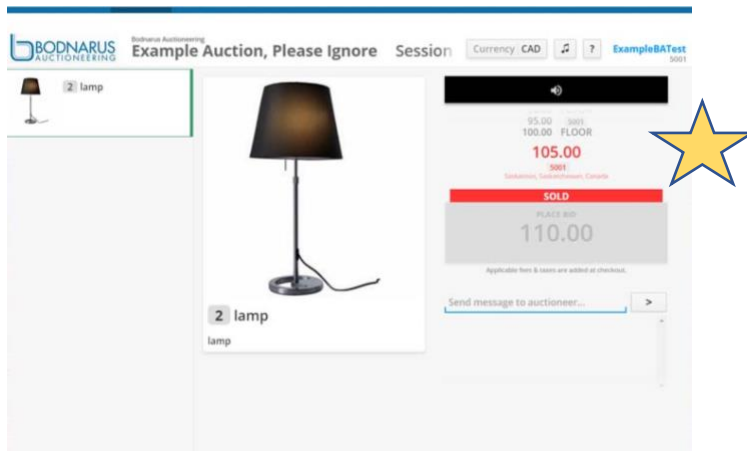 BODNARUS
AUCTIONEERING
Bodnarus Auctioneering
Example Auction, Please Ignore Session
Currency CAD
?
ExampleBATest
5001
2 lamp
2 lamp
lamp
95.00 5001
100.00 FLOOR
105.00
5001
Saskatoon, Saskatchewan, Canada
SOLD
PLACE BID
110.00
Applicable fees & taxes are added at checkout.
Send message to auctioneer... >